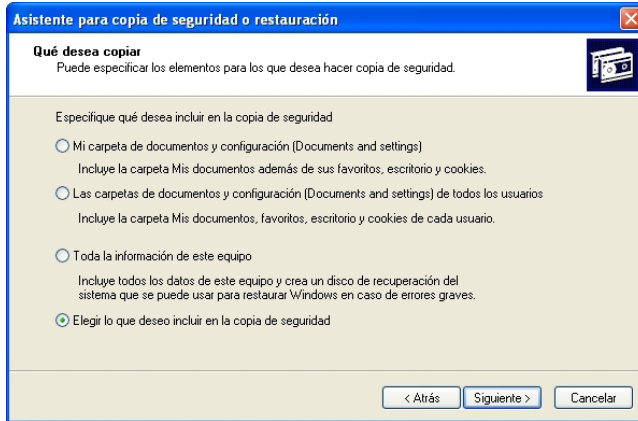 Asistente para copia de seguridad o restauración
Qué desea copiar
Puede especificar los elementos para los que desea hacer copia de seguridad.
Especifique qué desea incluir en la copia de seguridad
Mi carpeta de documentos y configuración (Documents and settings)
Incluye la carpeta Mis documentos además de sus favoritos, escritorio y cookies.
Las carpetas de documentos y configuración (Documents and settings) de todos los usuarios
Incluye la carpeta Mis documentos, favoritos, escritorio y cookies de cada usuario.
Toda la información de este equipo
Incluye todos los datos de este equipo y crea un disco de recuperación del
sistema que se puede usar para restaurar Windows en caso de errores graves.
Elegir lo que deseo incluir en la copia de seguridad
< Atrás
Siguiente >
Cancelar